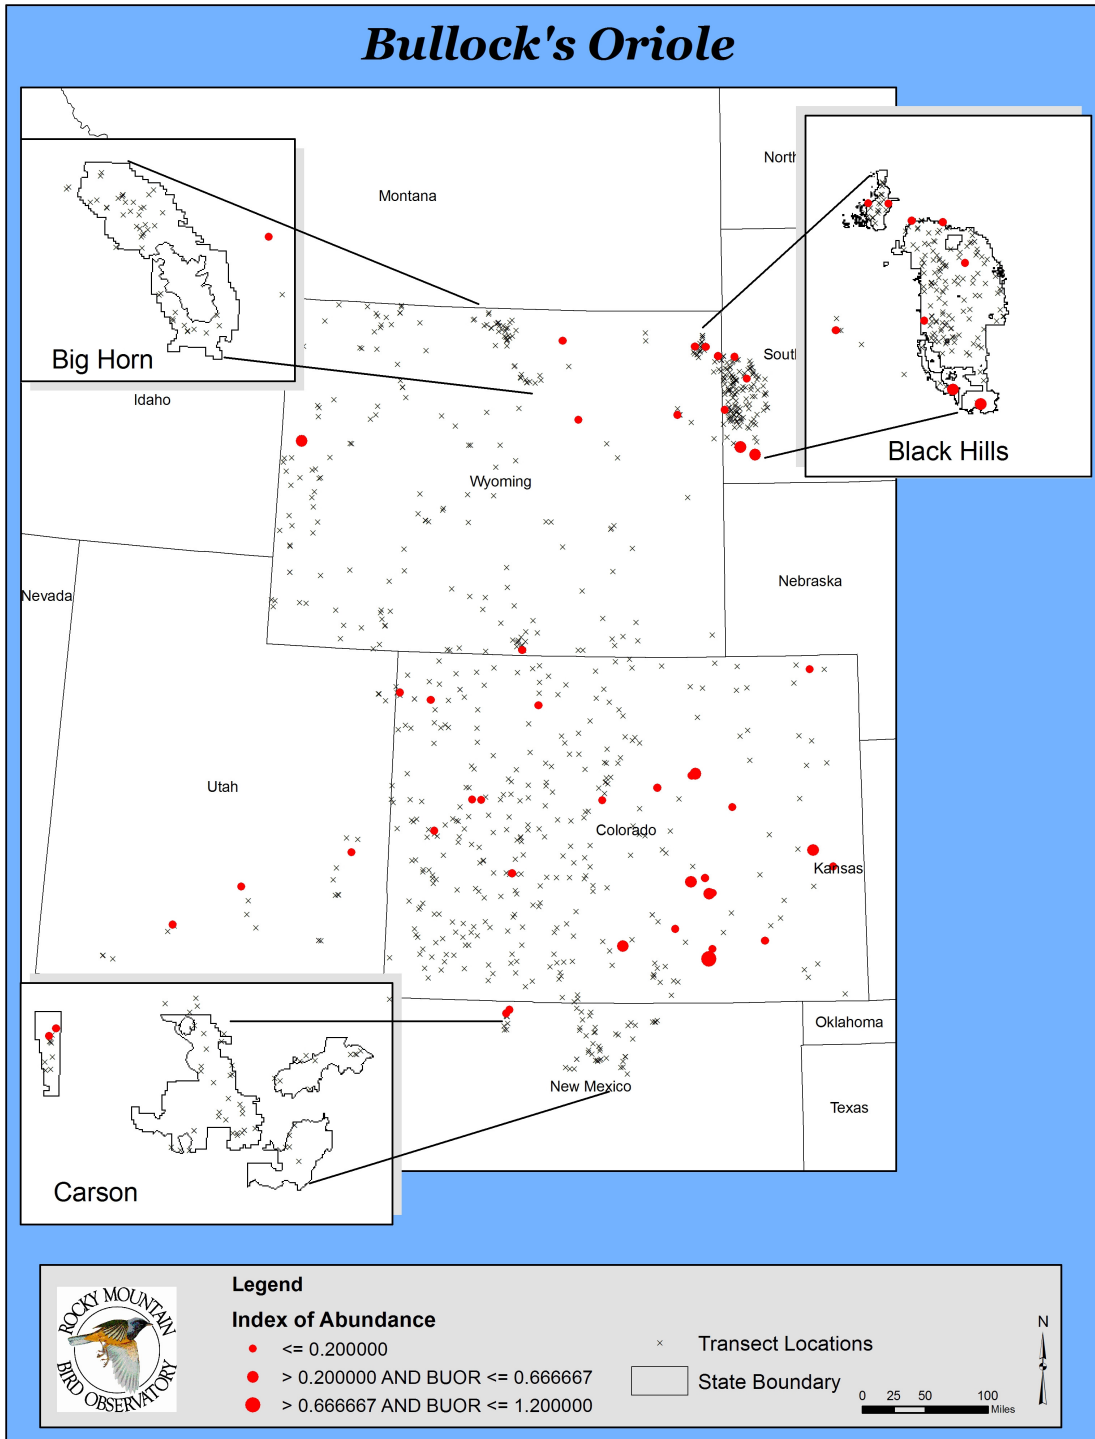 Bullock's Oriole
North
Montana
Big Horn
Idaho
South
Black Hills
Wyoming
Nebraska
Nevada
Utah
Colorado
Kansas
Oklahoma
New Mexico
Texas
Carson
Legend
Index of Abundance
<= 0.200000
> 0.200000 AND BUOR <= 0.666667
> 0.666667 AND BUOR <= 1.200000
Transect Locations
State Boundary
N
0 25 50 100
Miles
ROCKY MOUNTAIN
BIRD OBSERVATORY